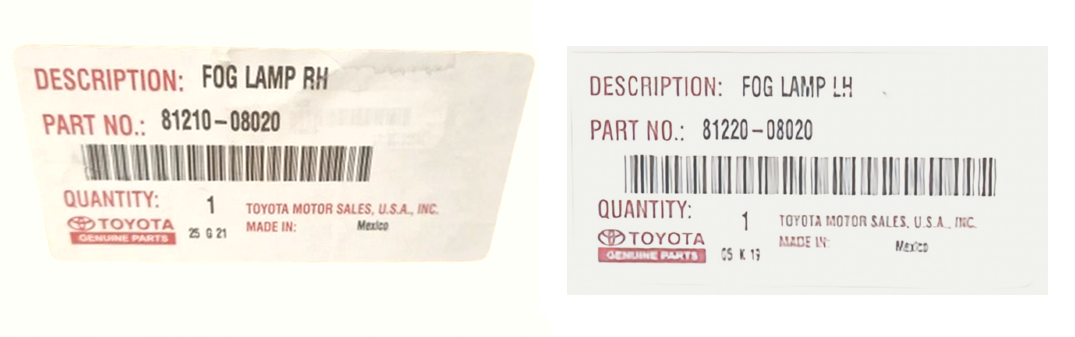 DESCRIPTION: FOG LAMP RH
PART NO.: 81210-08020
QUANTITY: 1
TOYOTA MOTOR SALES, U.S.A., INC.
TOYOTA
GENUINE PARTS
25 G 21
MADE IN: Mexico
DESCRIPTION: FOG LAMP LH
PART NO.: 81220-08020
QUANTITY: 1
TOYOTA MOTOR SALES, U.S.A., INC.
TOYOTA
GENUINE PARTS
05 K 19
MADE IN: Mexico